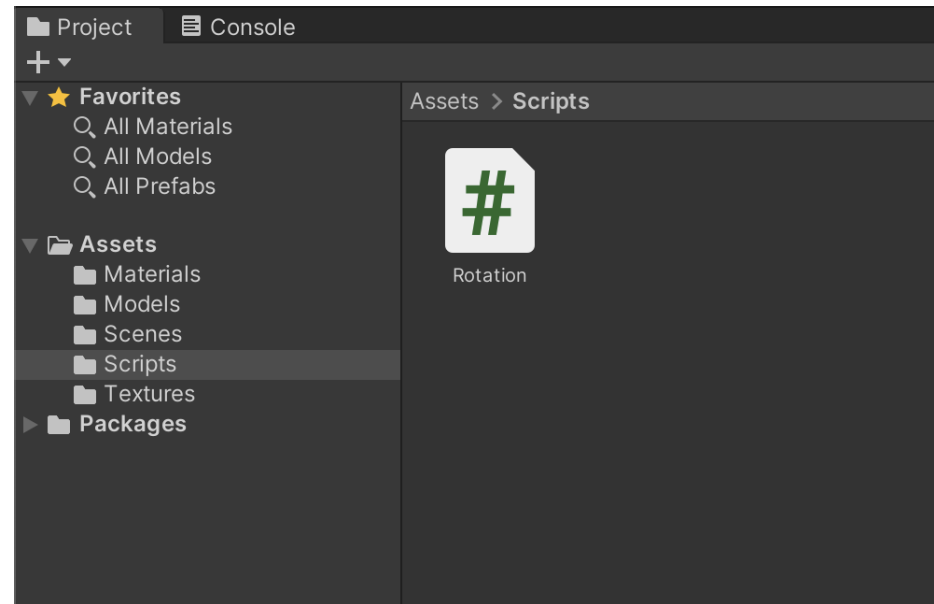 Project Console
Favorites
All Materials
All Models
All Prefabs
Assets
Materials
Models
Scenes
Scripts
Textures
Packages
Assets > Scripts
#
Rotation